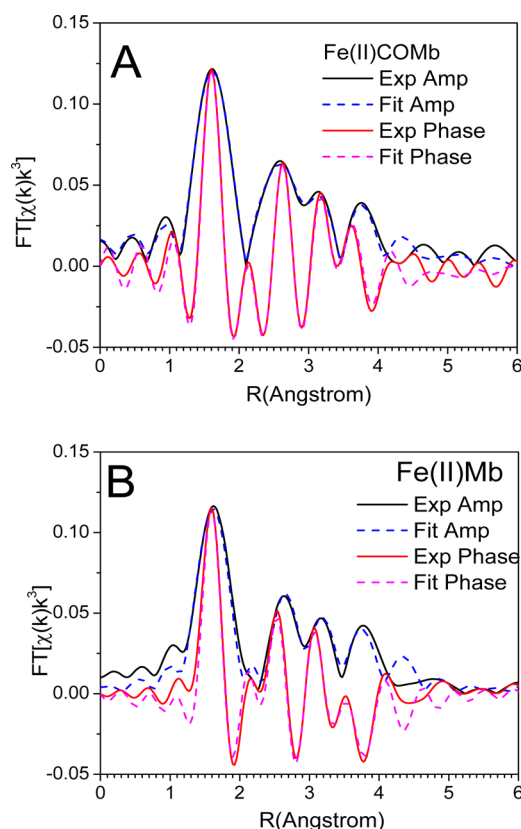 A
Fe(II)COMb
Exp Amp
Fit Amp
Exp Phase
Fit Phase
FT[χ(k)k³]
0.15
0.10
0.05
0.00
-0.05
0 1 2 3 4 5 6
R(Angstrom)
B
Fe(II)Mb
Exp Amp
Fit Amp
Exp Phase
Fit Phase
FT[χ(k)k³]
0.15
0.10
0.05
0.00
-0.05
0 1 2 3 4 5 6
R(Angstrom)